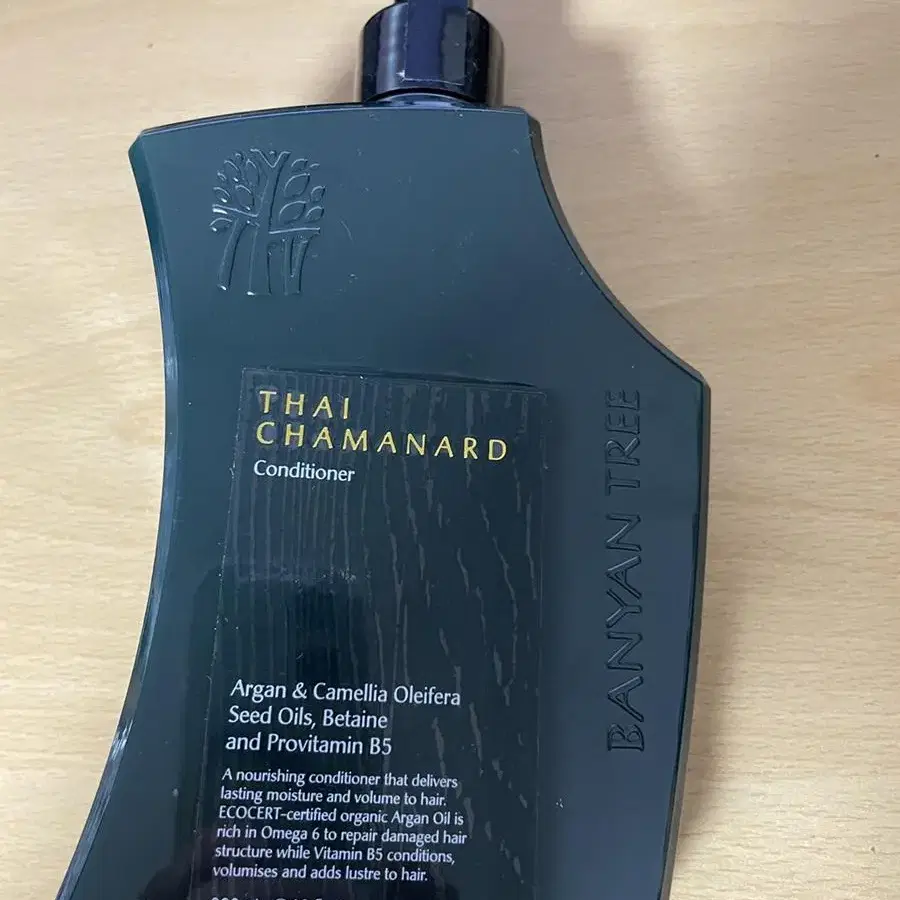 THAI
CHAMANARD
Conditioner
BANYAN TREE
Argan & Camellia Oleifera
Seed Oils, Betaine
and Provitamin B5
A nourishing conditioner that delivers
lasting moisture and volume to hair.
ECOCERT-certified organic Argan Oil is
rich in Omega 6 to repair damaged hair
structure while Vitamin B5 conditions,
volumises and adds lustre to hair.